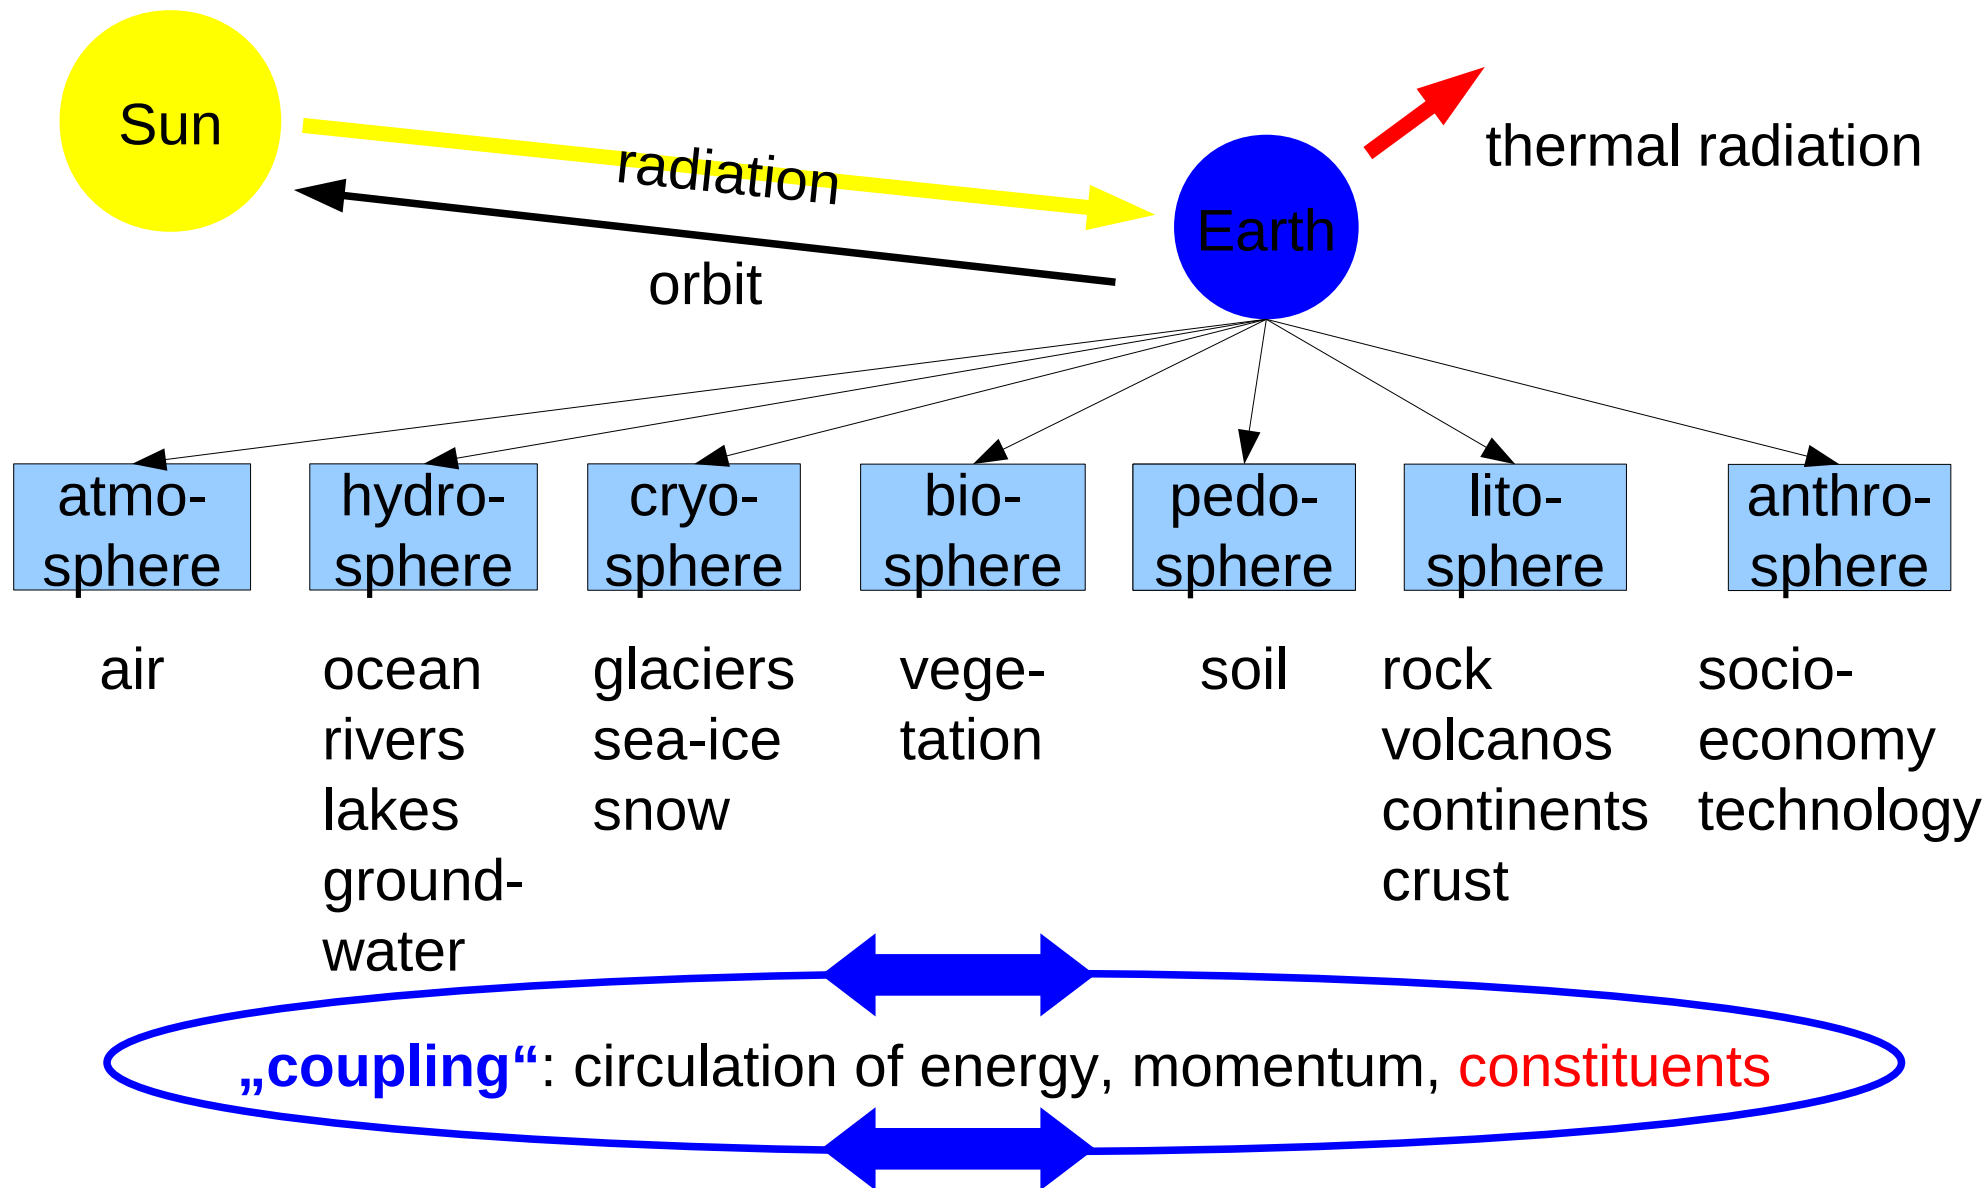 Sun
radiation
orbit
Earth
thermal radiation
atmo-
sphere
hydro-
sphere
cryo-
sphere
bio-
sphere
pedo-
sphere
lito-
sphere
anthro-
sphere
air
ocean
rivers
lakes
ground-
water
glaciers
sea-ice
snow
vege-
tation
soil
rock
volcanos
continents
crust
socio-
economy
technology
„coupling“: circulation of energy, momentum, constituents